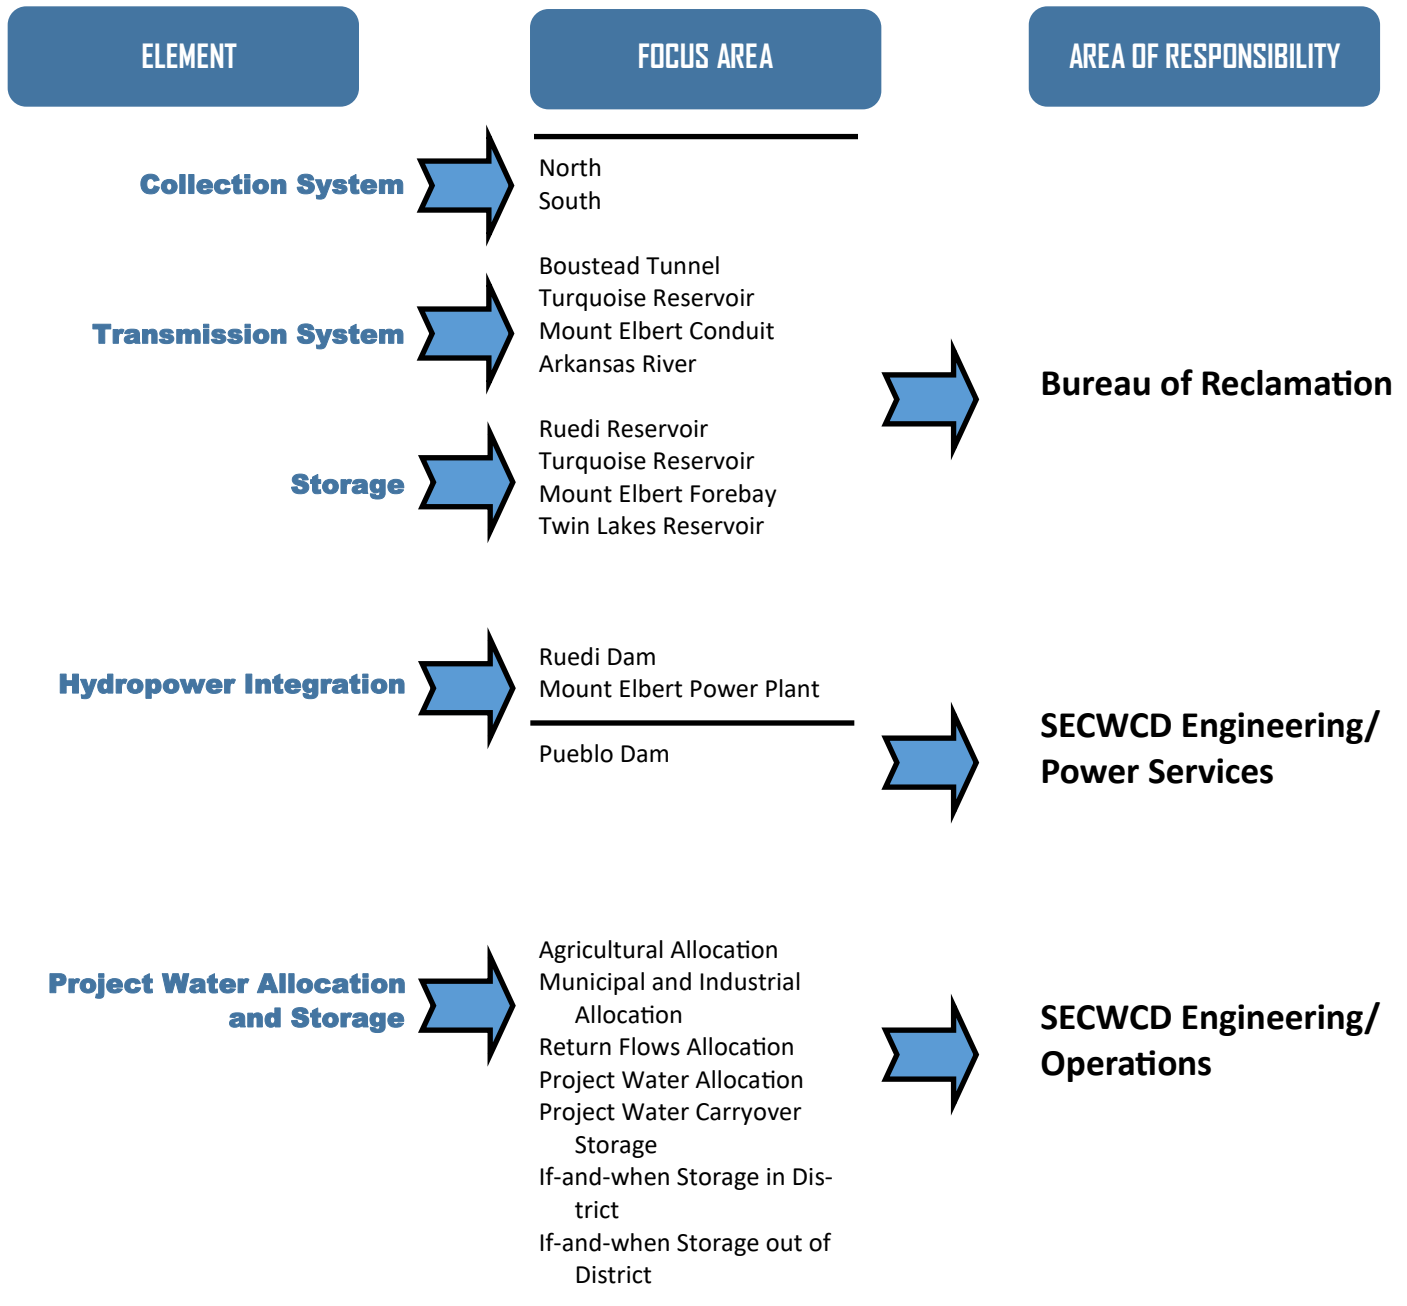 ELEMENT
FOCUS AREA
AREA OF RESPONSIBILITY
Collection System
North
South
Transmission System
Boustead Tunnel
Turquoise Reservoir
Mount Elbert Conduit
Arkansas River
Storage
Ruedi Reservoir
Turquoise Reservoir
Mount Elbert Forebay
Twin Lakes Reservoir
Bureau of Reclamation
Hydropower Integration
Ruedi Dam
Mount Elbert Power Plant
Pueblo Dam
SECWCD Engineering/
Power Services
Project Water Allocation
and Storage
Agricultural Allocation
Municipal and Industrial
Allocation
Return Flows Allocation
Project Water Allocation
Project Water Carryover
Storage
If-and-when Storage in Dis-
trict
If-and-when Storage out of
District
SECWCD Engineering/
Operations